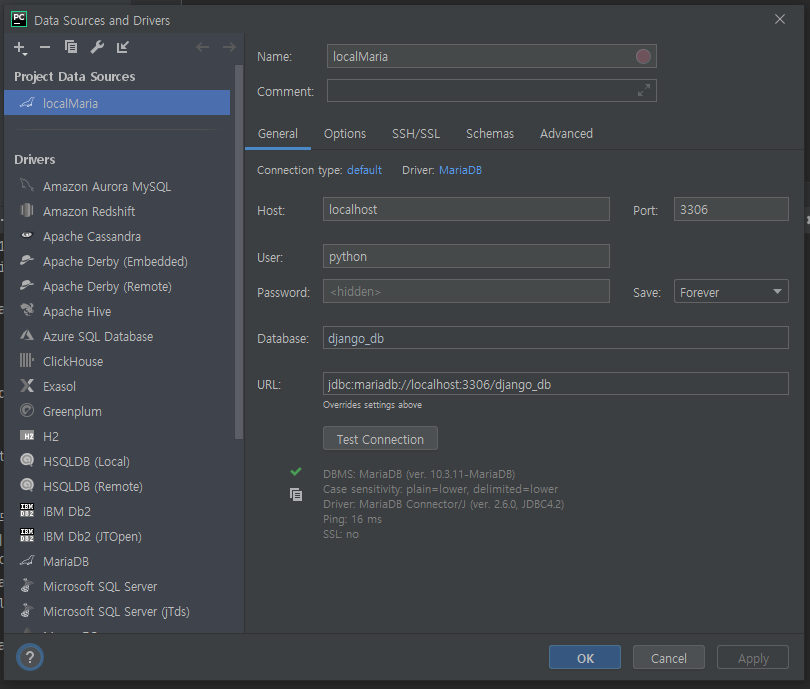 PC Data Sources and Drivers
Project Data Sources
localMaria
Drivers
Amazon Aurora MySQL
Amazon Redshift
Apache Cassandra
Apache Derby (Embedded)
Apache Derby (Remote)
Apache Hive
Azure SQL Database
ClickHouse
Exasol
Greenplum
H2 H2
HSQLDB (Local)
HSQLDB (Remote)
IBM DB2 IBM Db2
IBM DB2 IBM Db2 (JTOpen)
MariaDB
Microsoft SQL Server
Microsoft SQL Server (jTds)
?
Name: localMaria
Comment:
General Options SSH/SSL Schemas Advanced
Connection type: default Driver: MariaDB
Host: localhost Port: 3306
User: python
Password: <hidden> Save: Forever
Database: django_db
URL: jdbc:mariadb://localhost:3306/django_db
Overrides settings above
Test Connection
DBMS: MariaDB (ver. 10.3.11-MariaDB)
Case sensitivity: plain=lower, delimited=lower
Driver: MariaDB Connector/J (ver. 2.6.0, JDBC4.2)
Ping: 16 ms
SSL: no
OK Cancel Apply